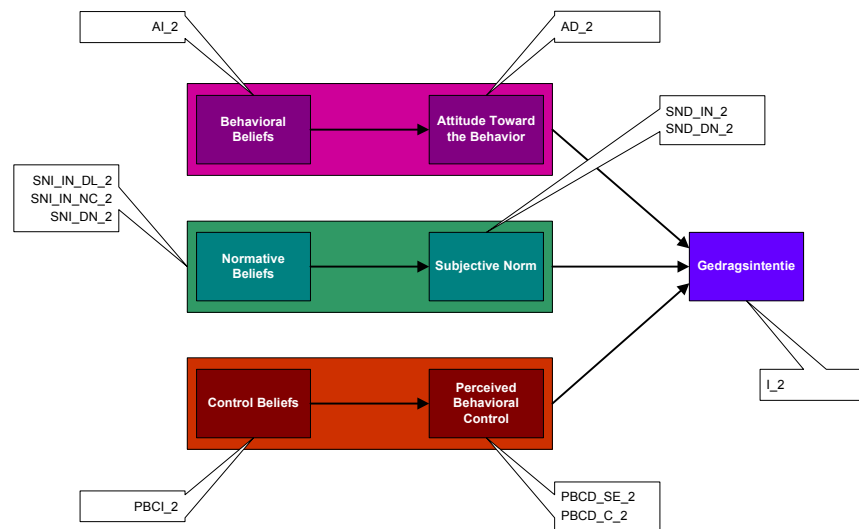 AI_2
AD_2
Behavioral
Beliefs
Attitude Toward
the Behavior
SND_IN_2
SND_DN_2
SNI_IN_DL_2
SNI_IN_NC_2
SNI_DN_2
Normative
Beliefs
Subjective Norm
Gedragsintentie
Control Beliefs
Perceived
Behavioral
Control
I_2
PBCI_2
PBCD_SE_2
PBCD_C_2